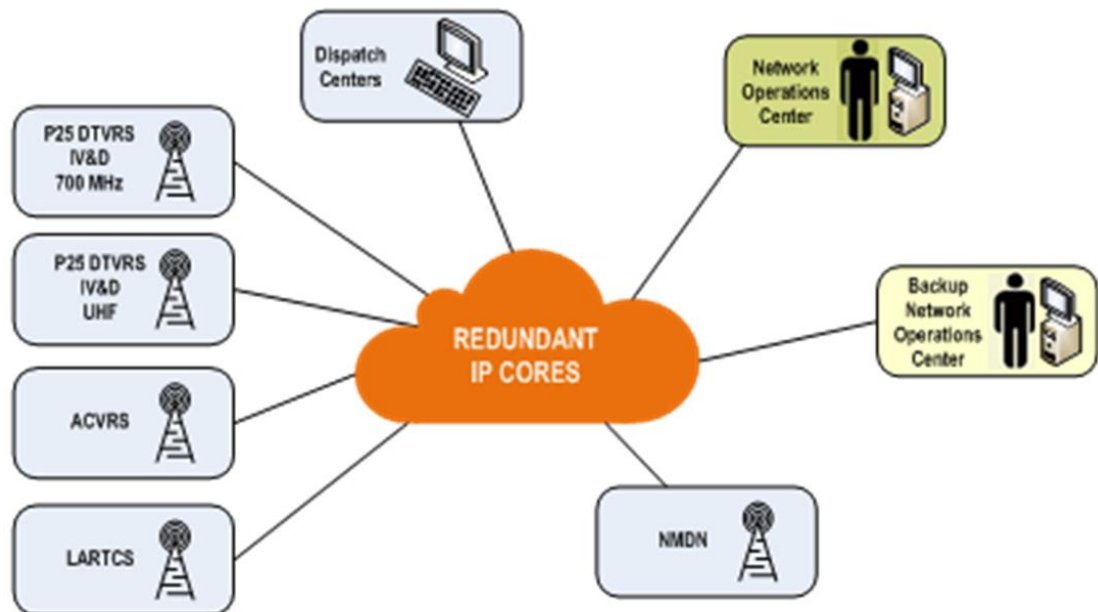 Dispatch
Centers
Network
Operations
Center
P25 DTVRS
IV&D
700 MHz
P25 DTVRS
IV&D
UHF
Backup
Network
Operations
Center
REDUNDANT
IP CORES
ACVRS
LARTCS
NMDN